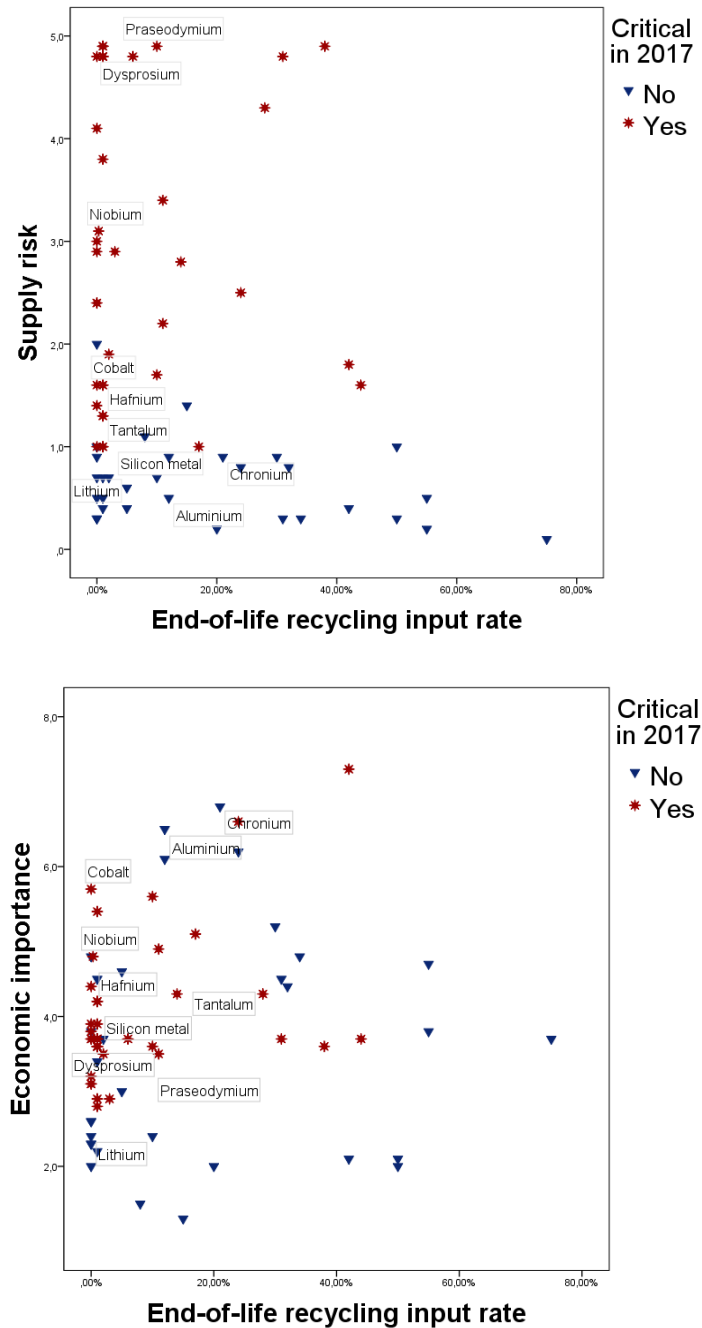 Critical
in 2017
No
Yes
Supply risk
5,0
4,0
3,0
2,0
1,0
,0
Praseodymium
Dysprosium
Niobium
Cobalt
Hafnium
Tantalum
Silicon metal
Chronium
Lithium
Aluminium
,00%
20,00%
40,00%
60,00%
80,00%
End-of-life recycling input rate
Critical
in 2017
No
Yes
Economic importance
8,0
6,0
4,0
2,0
Chronium
Aluminium
Cobalt
Niobium
Hafnium
Tantalum
Silicon metal
Dysprosium
Praseodymium
Lithium
,00%
20,00%
40,00%
60,00%
80,00%
End-of-life recycling input rate